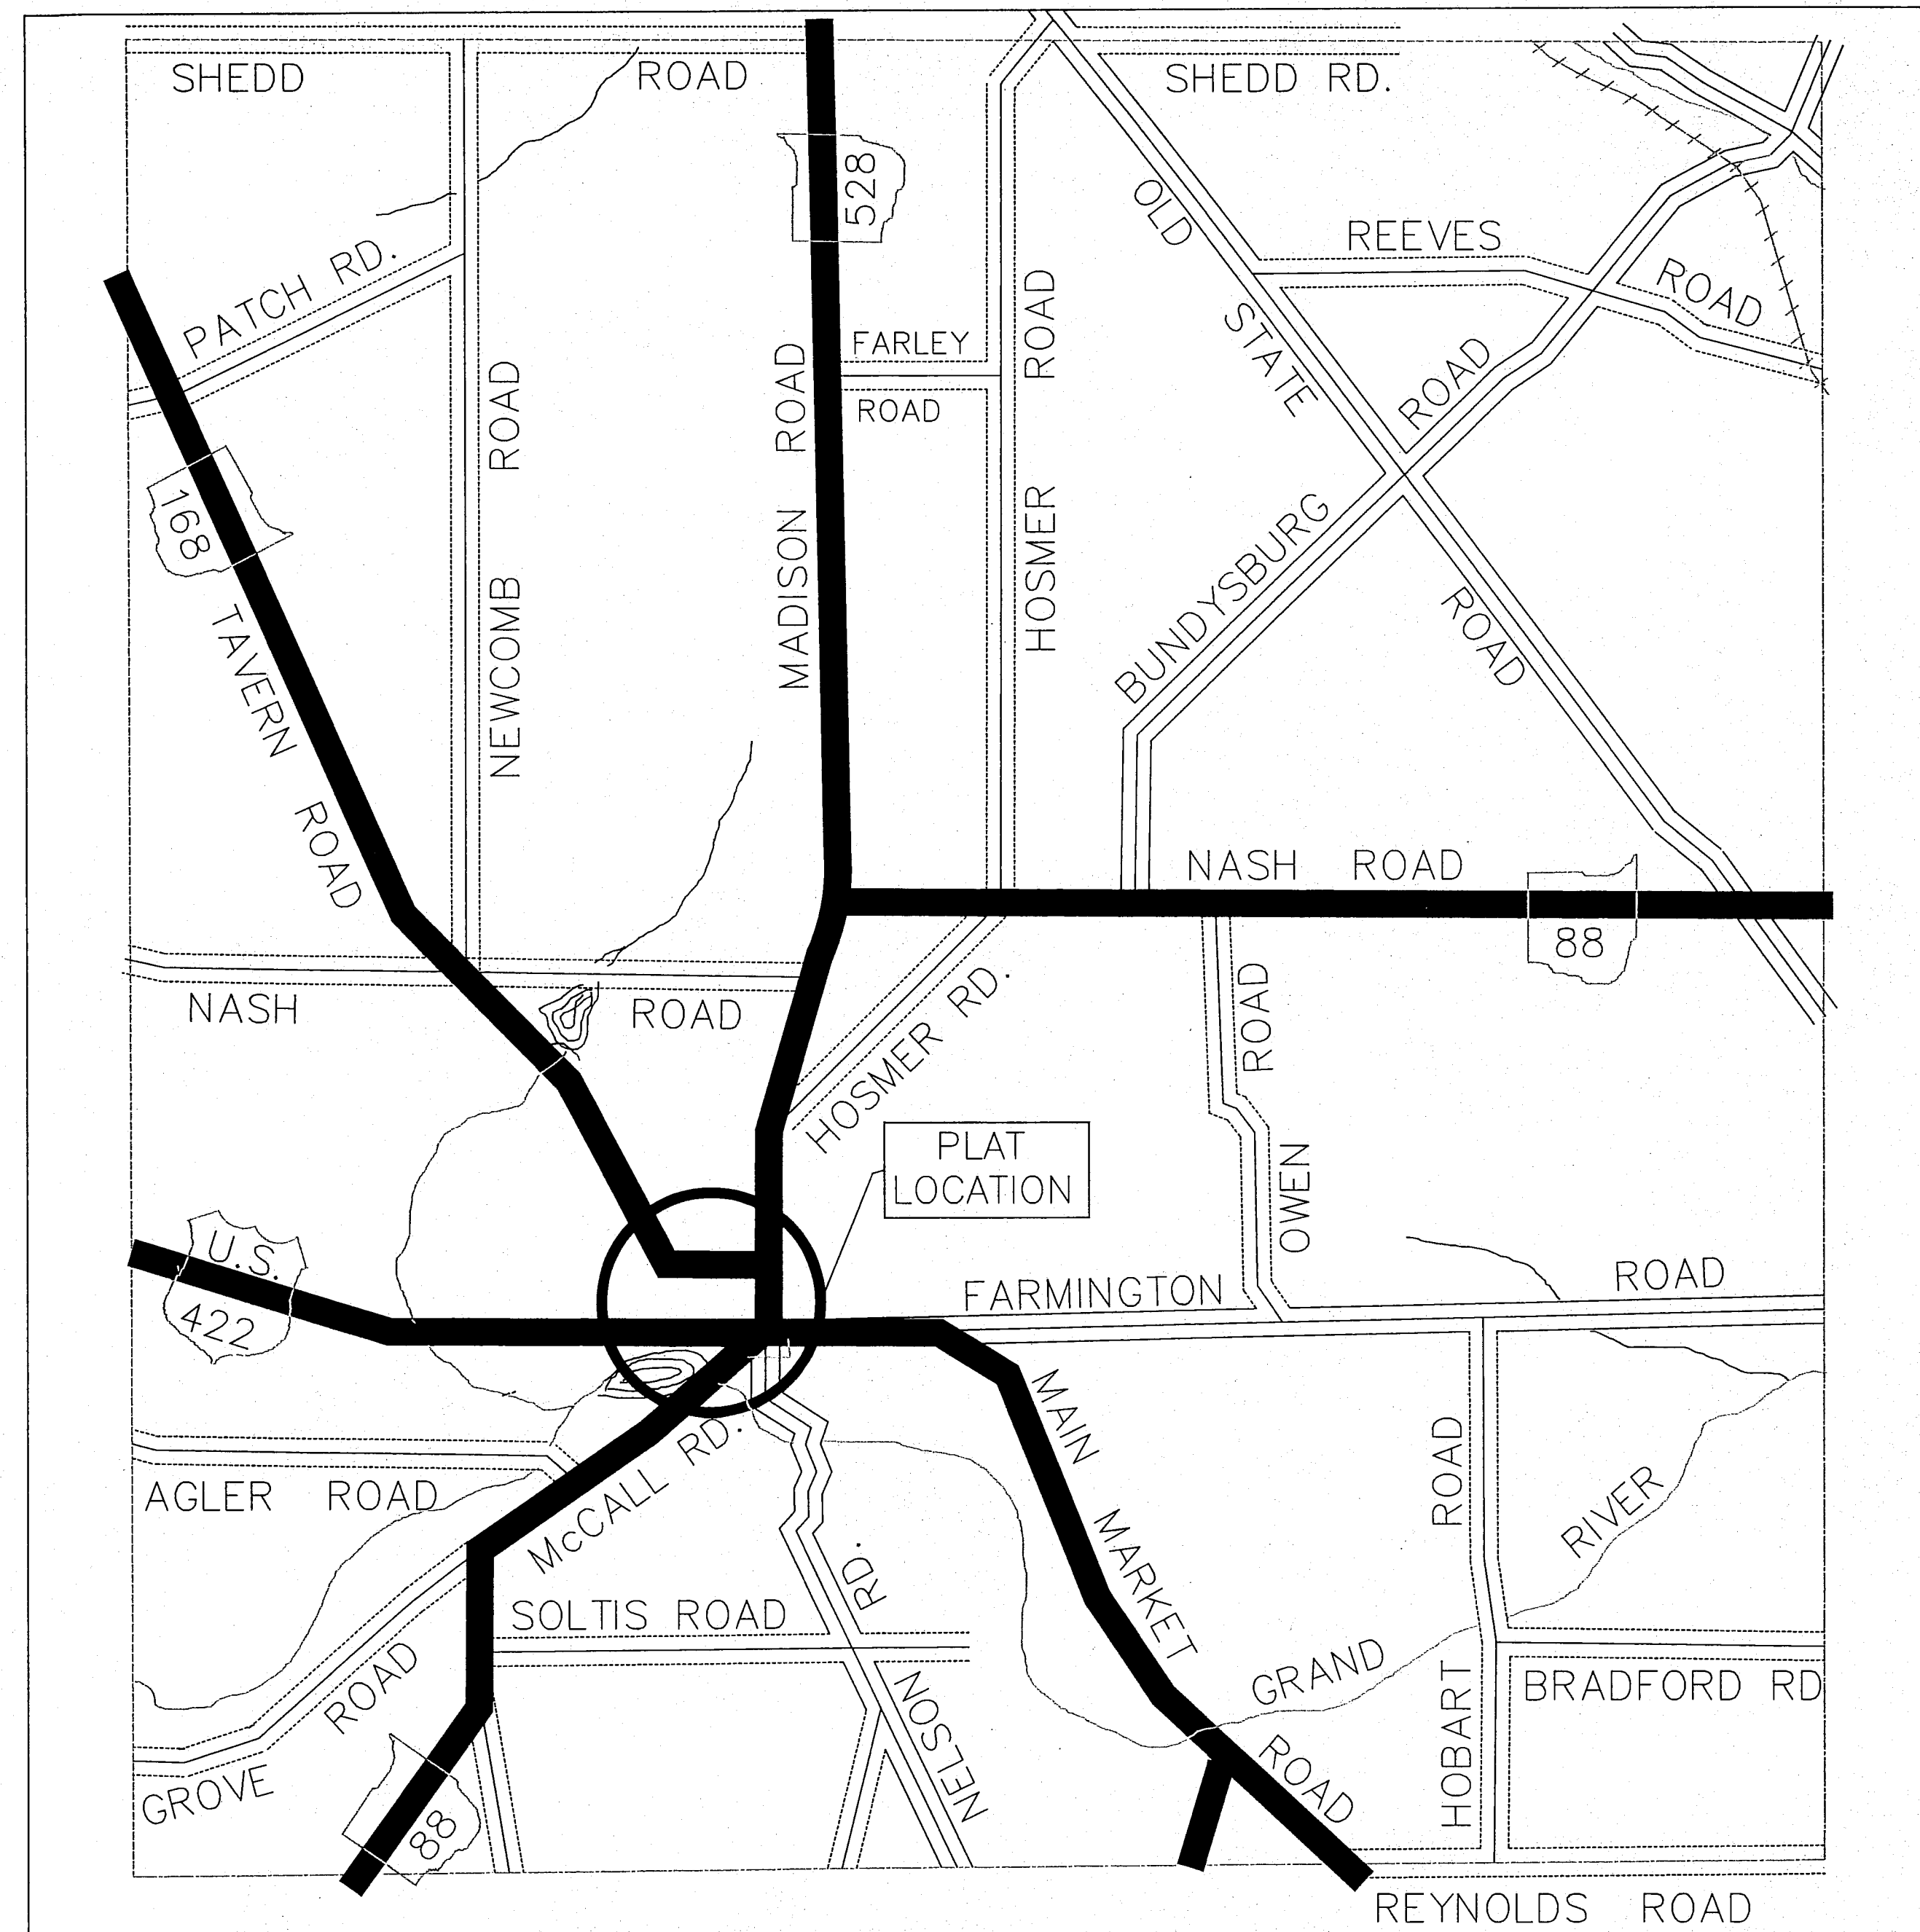 SHEDD ROAD
SHEDD RD.
528
OLD STATE ROAD
REEVES ROAD
PATCH RD.
FARLEY
ROAD
HOSMER ROAD
MADISON ROAD
NEWCOMB ROAD
168
TAVERN ROAD
BUNDYSBURG ROAD
NASH ROAD
88
NASH ROAD
HOSMER RD.
OWEN ROAD
PLAT
LOCATION
U.S.
422
FARMINGTON ROAD
MAIN MARKET ROAD
AGLER ROAD
McCALL RD.
HOBART ROAD
GRAND RIVER
SOLTIS ROAD
NELSON RD.
BRADFORD RD
GROVE ROAD
88
REYNOLDS ROAD